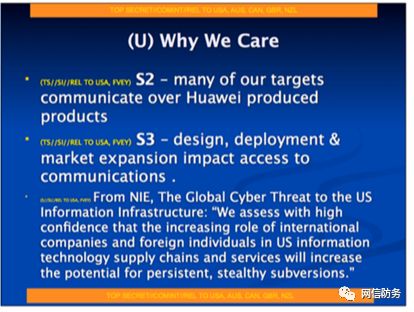 TOP SECRET//COMINT//REL TO USA, AUS, CAN, GBR, NZL
(U) Why We Care
• (TS//SI//REL TO USA, FVEY) S2 – many of our targets
communicate over Huawei produced
products
• (TS//SI//REL TO USA, FVEY) S3 – design, deployment &
market expansion impact access to
communications .
• From NIE, The Global Cyber Threat to the US
Information Infrastructure: “We assess with high
confidence that the increasing role of international
companies and foreign individuals in US information
technology supply chains and services will increase
the potential for persistent, stealthy subversions.”
TOP SECRET//COMINT//REL TO USA, AUS, CAN, GBR, NZL
网信防务